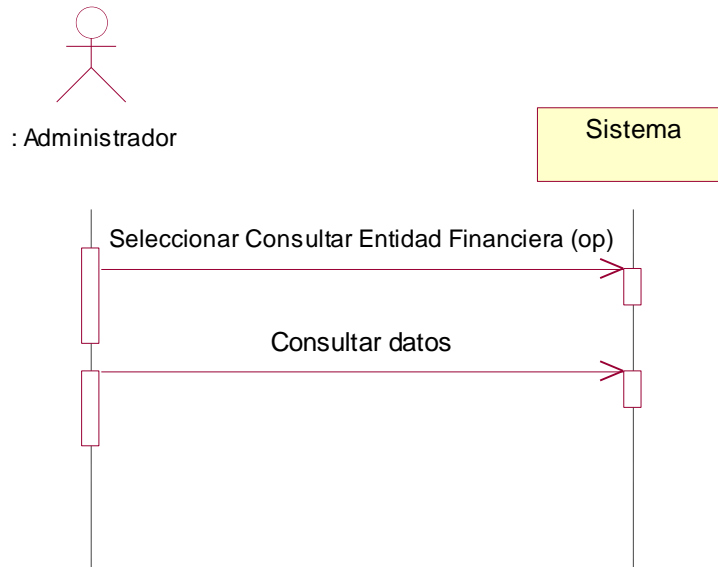 : Administrador
Sistema
Seleccionar Consultar Entidad Financiera (op)
Consultar datos